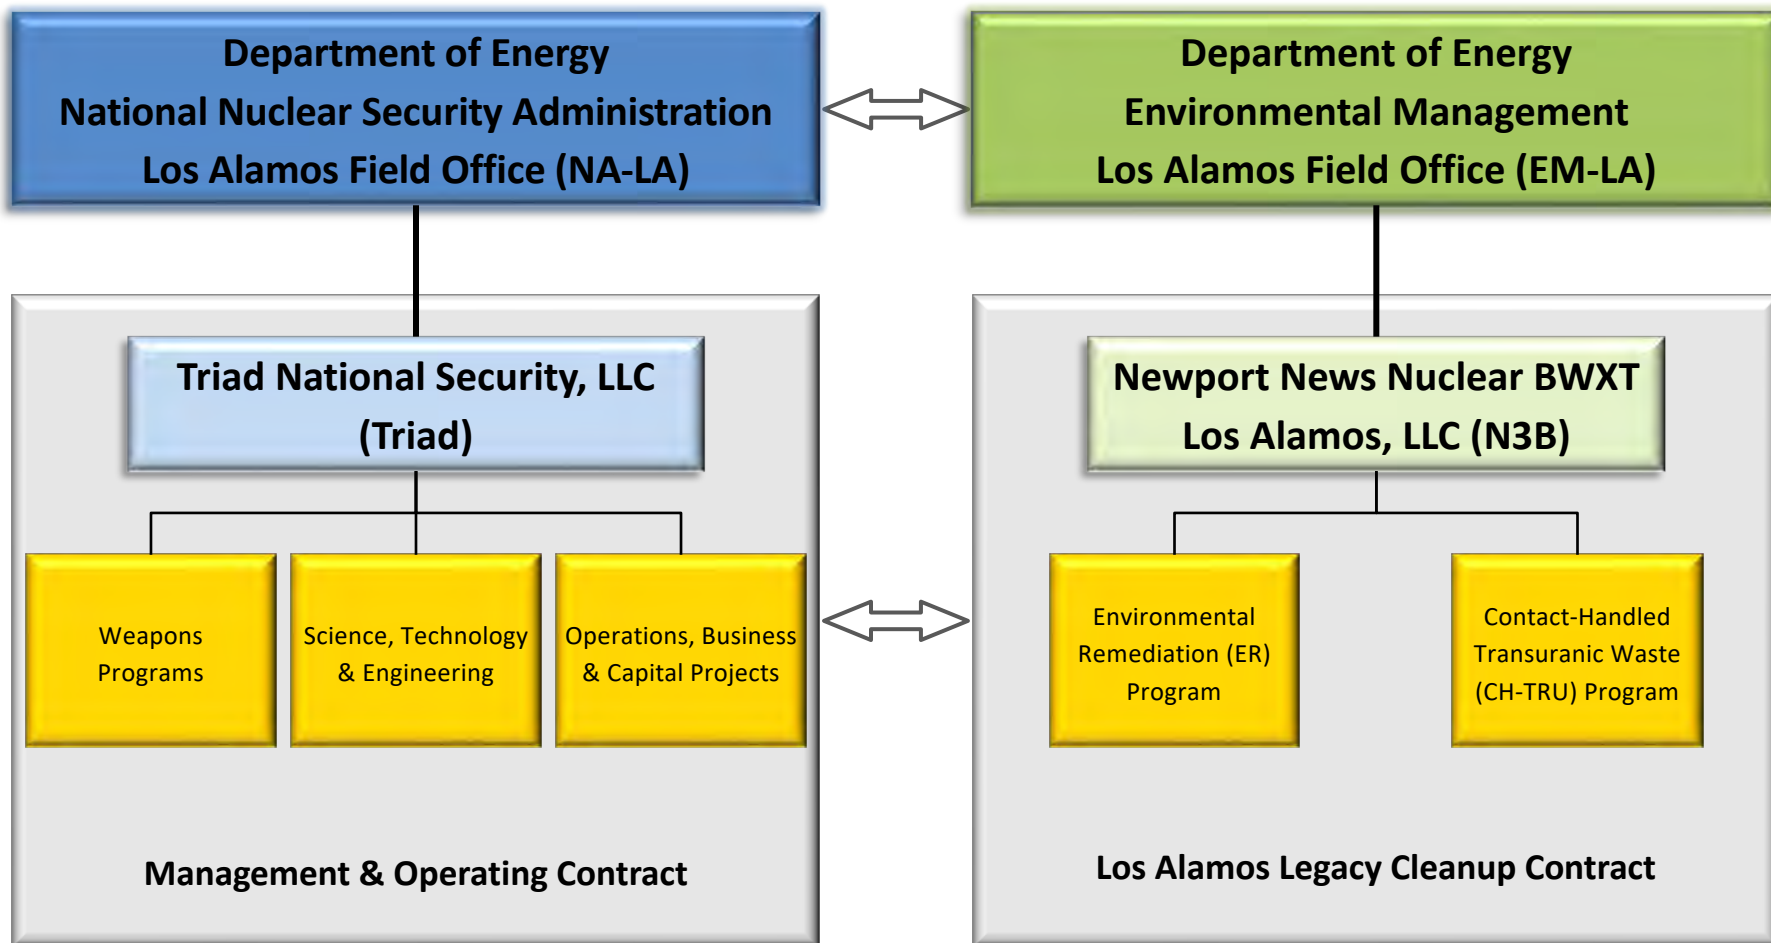 Department of Energy
National Nuclear Security Administration
Los Alamos Field Office (NA-LA)
Department of Energy
Environmental Management
Los Alamos Field Office (EM-LA)
Triad National Security, LLC
(Triad)
Newport News Nuclear BWXT
Los Alamos, LLC (N3B)
Weapons
Programs
Science, Technology
& Engineering
Operations, Business
& Capital Projects
Environmental
Remediation (ER)
Program
Contact-Handled
Transuranic Waste
(CH-TRU) Program
Management & Operating Contract
Los Alamos Legacy Cleanup Contract